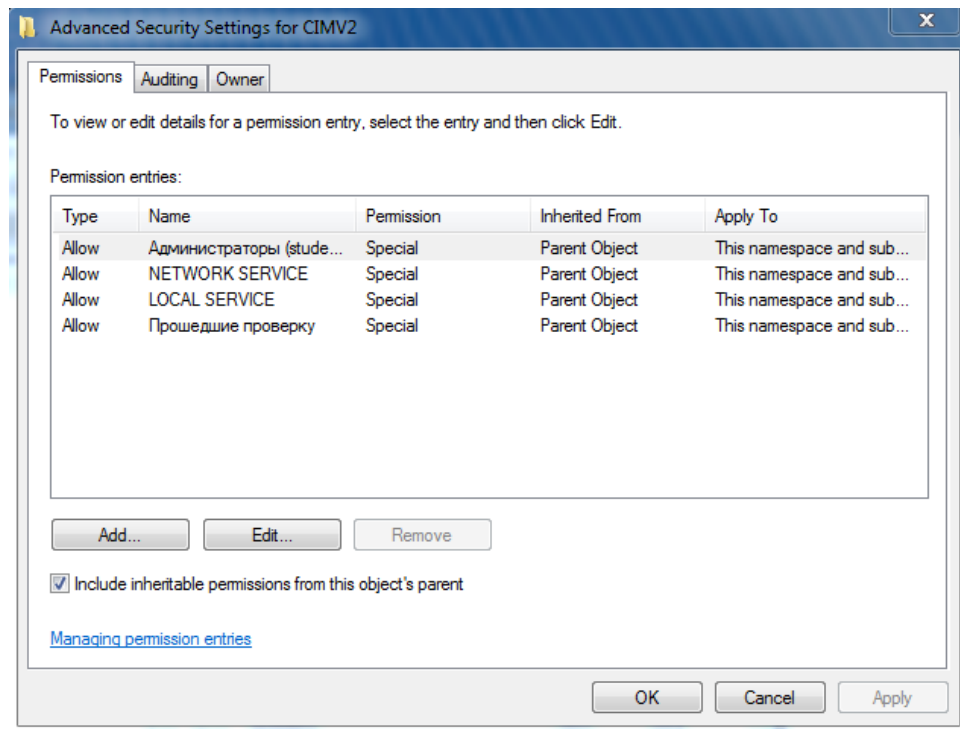 Advanced Security Settings for CIMV2
Permissions Auditing Owner
To view or edit details for a permission entry, select the entry and then click Edit.
Permission entries:
Type Name Permission Inherited From Apply To
Allow Администраторы (stude... Special Parent Object This namespace and sub...
Allow NETWORK SERVICE Special Parent Object This namespace and sub...
Allow LOCAL SERVICE Special Parent Object This namespace and sub...
Allow Прошедшие проверку Special Parent Object This namespace and sub...
Add... Edit... Remove
Include inheritable permissions from this object's parent
Managing permission entries
OK Cancel Apply